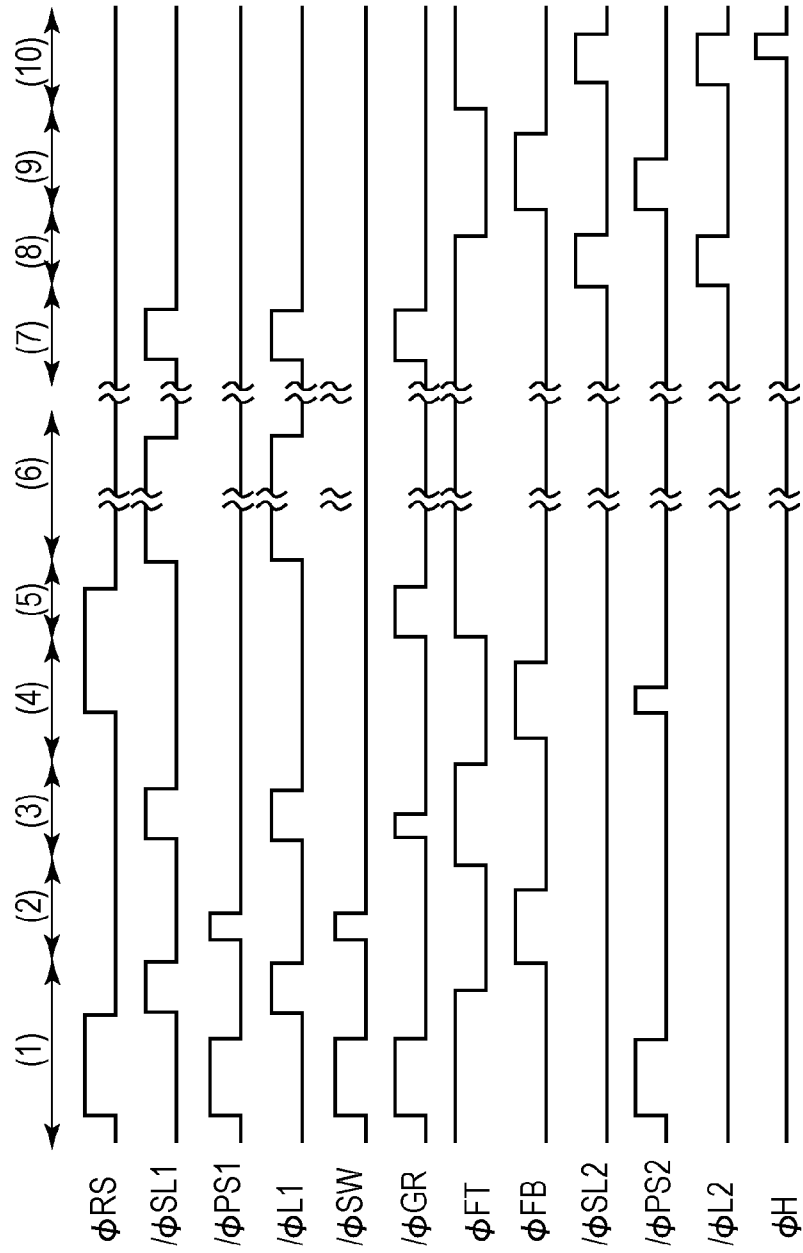 (1)
(2)
(3)
(4)
(5)
(6)
(7)
(8)
(9)
(10)
ϕRS
/ϕSL1
/ϕPS1
/ϕL1
/ϕSW
/ϕGR
ϕFT
ϕFB
/ϕSL2
/ϕPS2
/ϕL2
ϕH